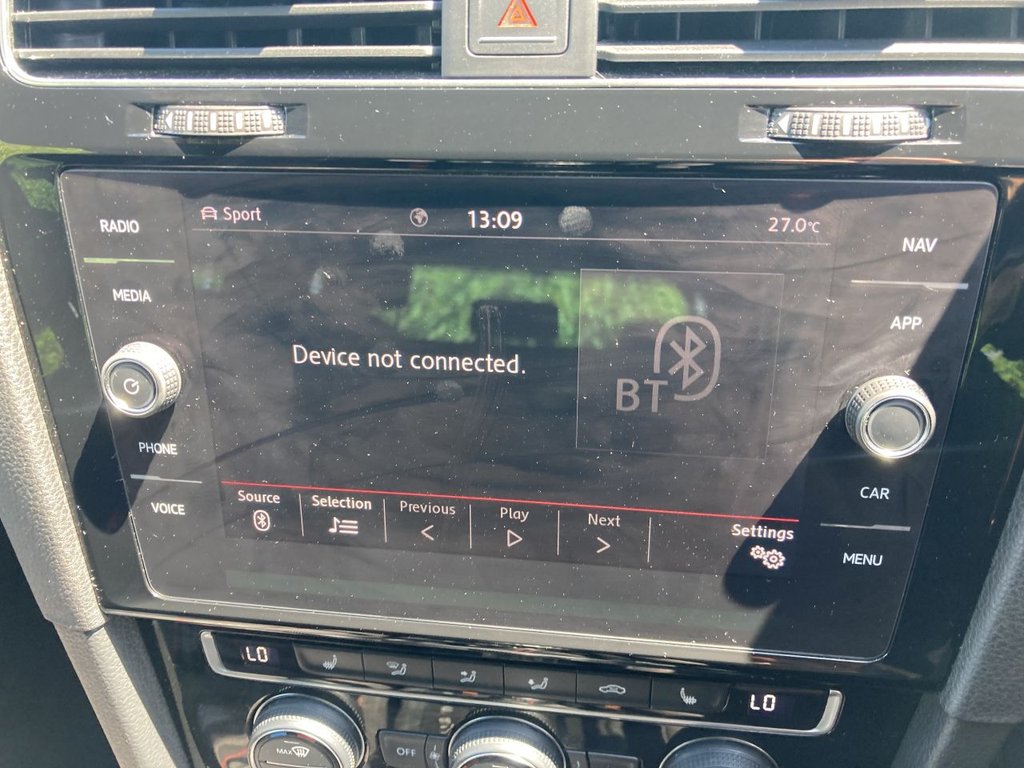 RADIO
Sport
13:09
27.0°C
NAV
MEDIA
APP
Device not connected.
BT
PHONE
VOICE
CAR
MENU
Source
Selection
Previous
Play
Next
Settings
LO
LO
MAX
OFF